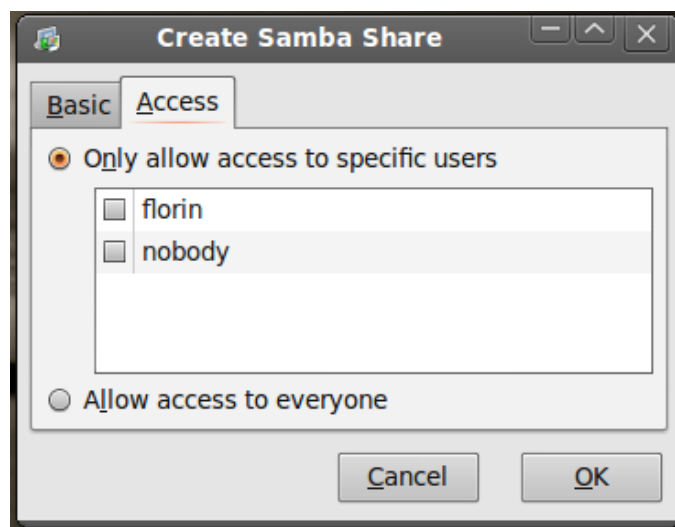 Create Samba Share
Basic Access
Only allow access to specific users
florin
nobody
Allow access to everyone
Cancel OK